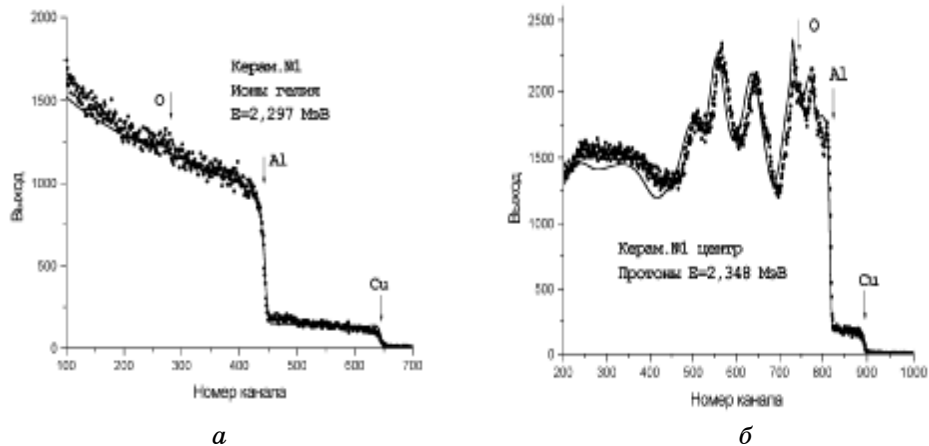 2000
1500
1000
500
0
Выход
Керам.№1
Ионы гелия
E=2,297 МэВ
O
Al
Cu
100 200 300 400 500 600 700
Номер канала
а
2500
2000
1500
1000
500
0
Выход
O
Al
Керам.№1 центр
Протоны E=2,348 МэВ
Cu
200 300 400 500 600 700 800 900 1000
Номер канала
б